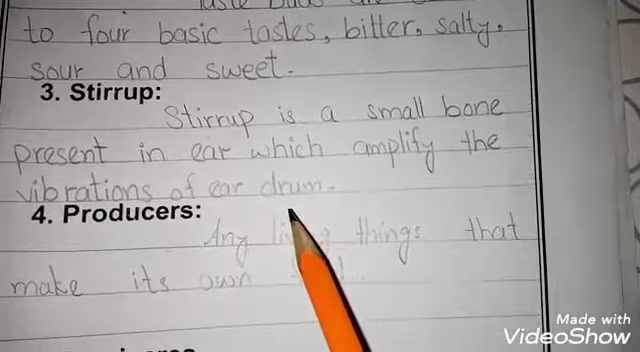 to four basic tastes, bitter, salty,
sour and sweet.
3. Stirrup:
Stirrup is a small bone
present in ear which amplify the
vibrations of ear drum.
4. Producers:
Any things that
make its own
Made with
VideoShow